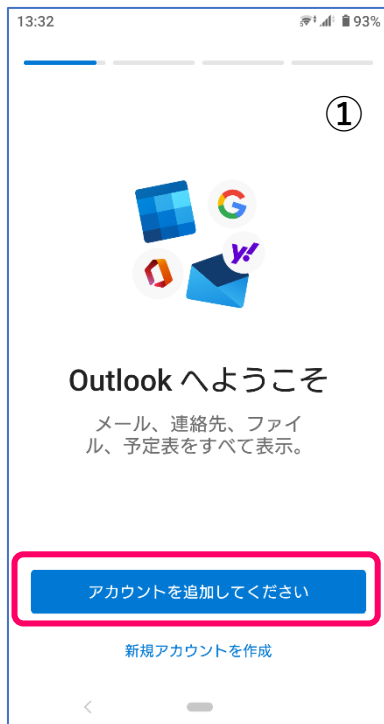 13:32 93%
①
Outlook へようこそ
メール、連絡先、ファイ
ル、予定表をすべて表示。
アカウントを追加してください
新規アカウントを作成